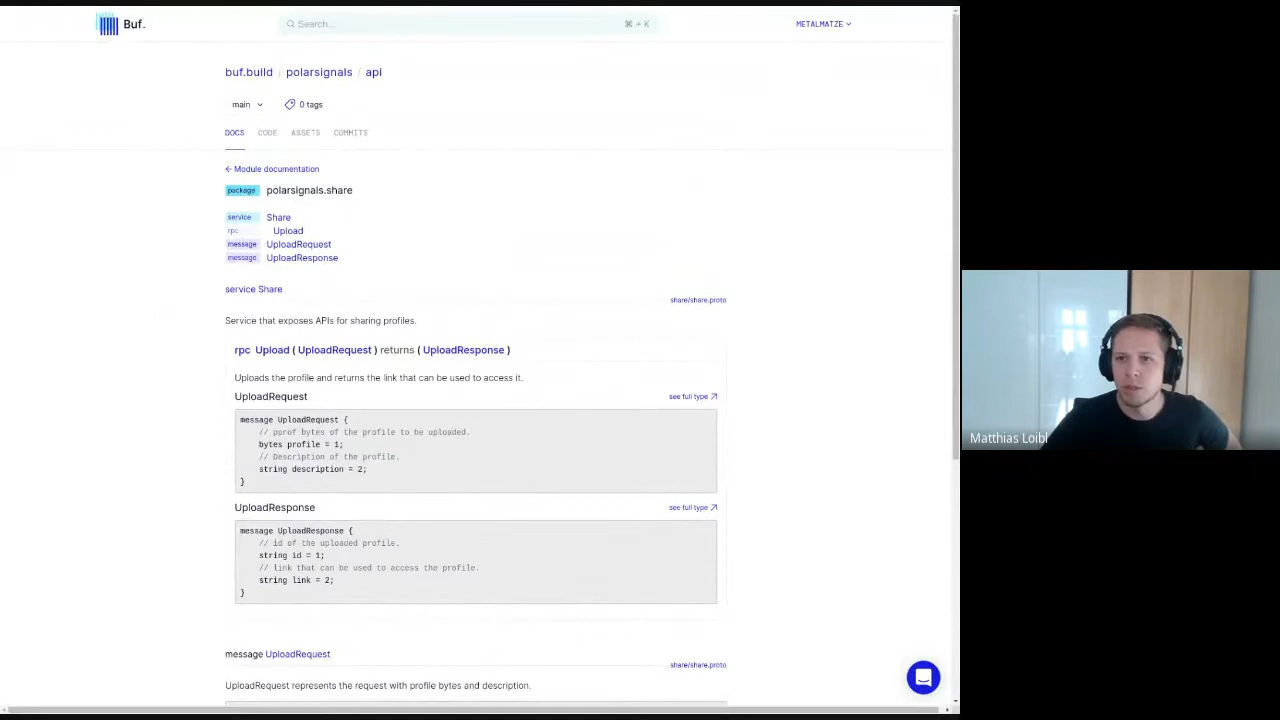 Buf.
Search...
⌘ + K
METALMATZE
buf.build / polarsignals / api
main
0 tags
DOCS CODE ASSETS COMMITS
← Module documentation
package polarsignals.share
service Share
rpc Upload
message UploadRequest
message UploadResponse
service Share
share/share.proto
Service that exposes APIs for sharing profiles.
rpc Upload ( UploadRequest ) returns ( UploadResponse )
Uploads the profile and returns the link that can be used to access it.
UploadRequest
see full type
message UploadRequest {
// pprof bytes of the profile to be uploaded.
bytes profile = 1;
// Description of the profile.
string description = 2;
}
UploadResponse
see full type
message UploadResponse {
// id of the uploaded profile.
string id = 1;
// link that can be used to access the profile.
string link = 2;
}
message UploadRequest
share/share.proto
UploadRequest represents the request with profile bytes and description.
Matthias Loibl